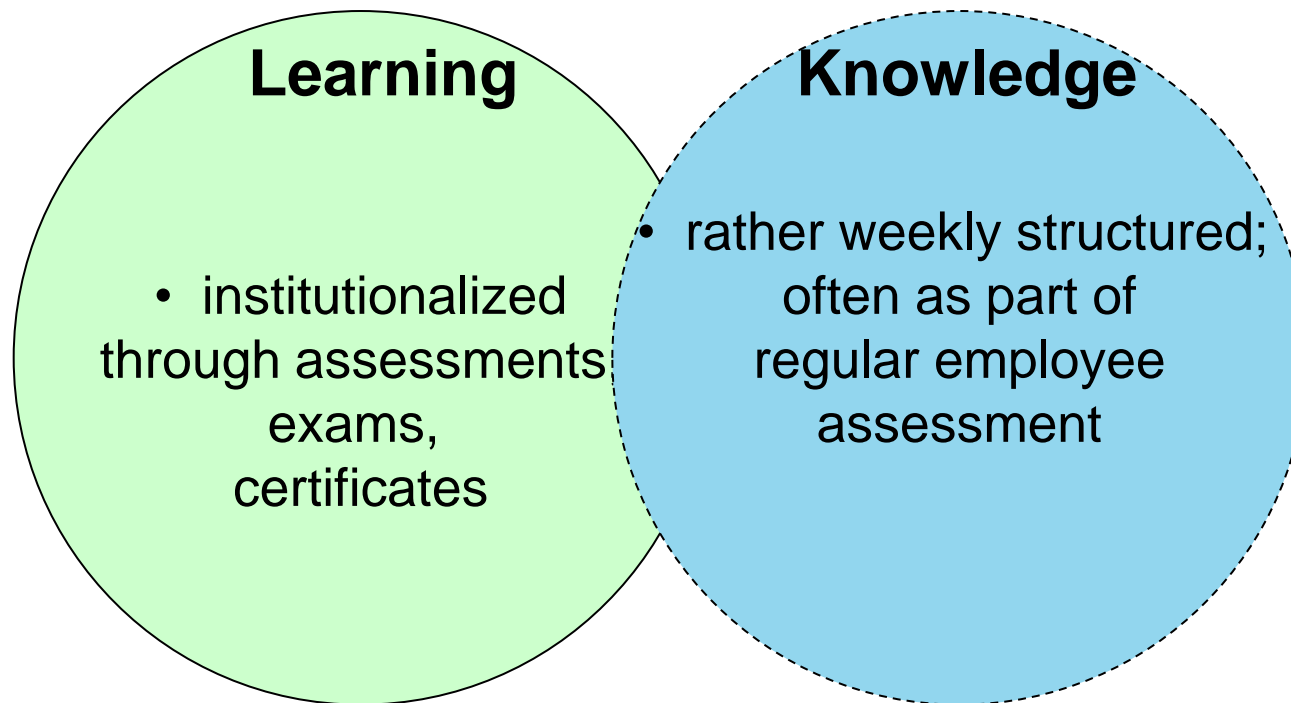 Learning
• institutionalized
through assessments
exams,
certificates
Knowledge
• rather weekly structured;
often as part of
regular employee
assessment